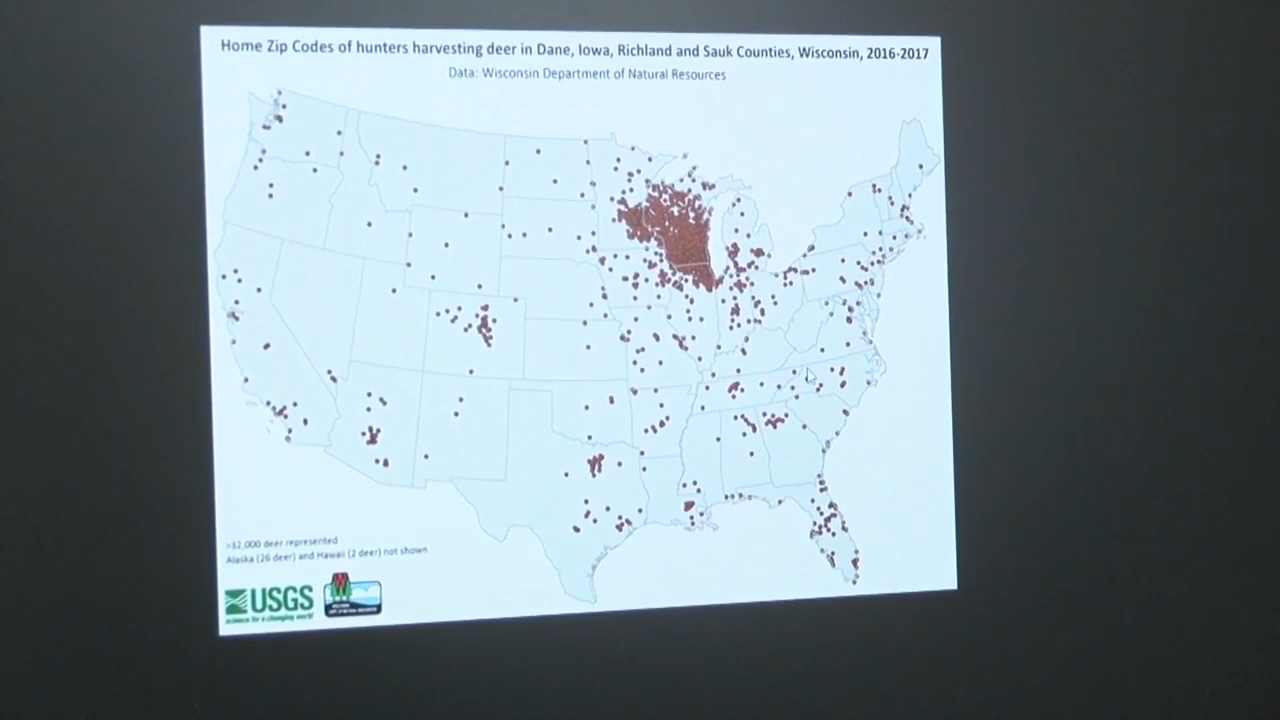 Home Zip Codes of hunters harvesting deer in Dane, Iowa, Richland and Sauk Counties, Wisconsin, 2016-2017
Data: Wisconsin Department of Natural Resources
>32,000 deer represented
Alaska (26 deer) and Hawaii (2 deer) not shown
USGS
science for a changing world
W